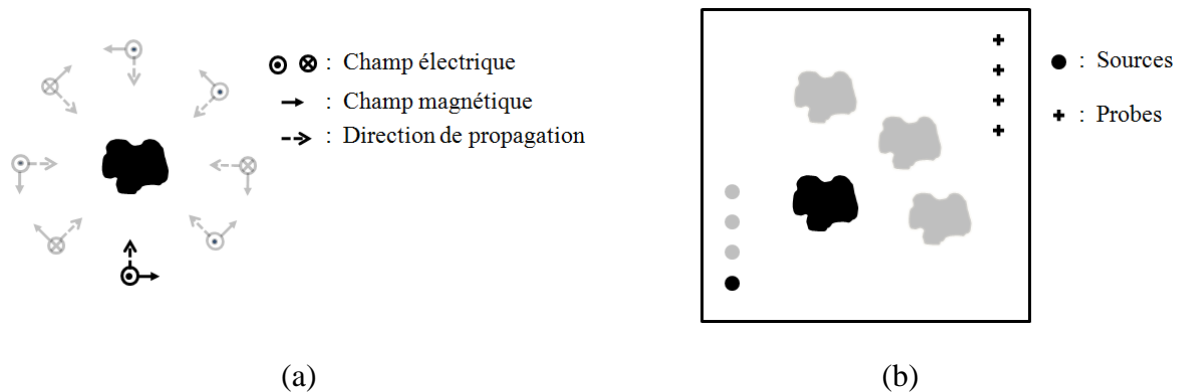 : Champ électrique
: Champ magnétique
: Direction de propagation
: Sources
: Probes
(a)
(b)